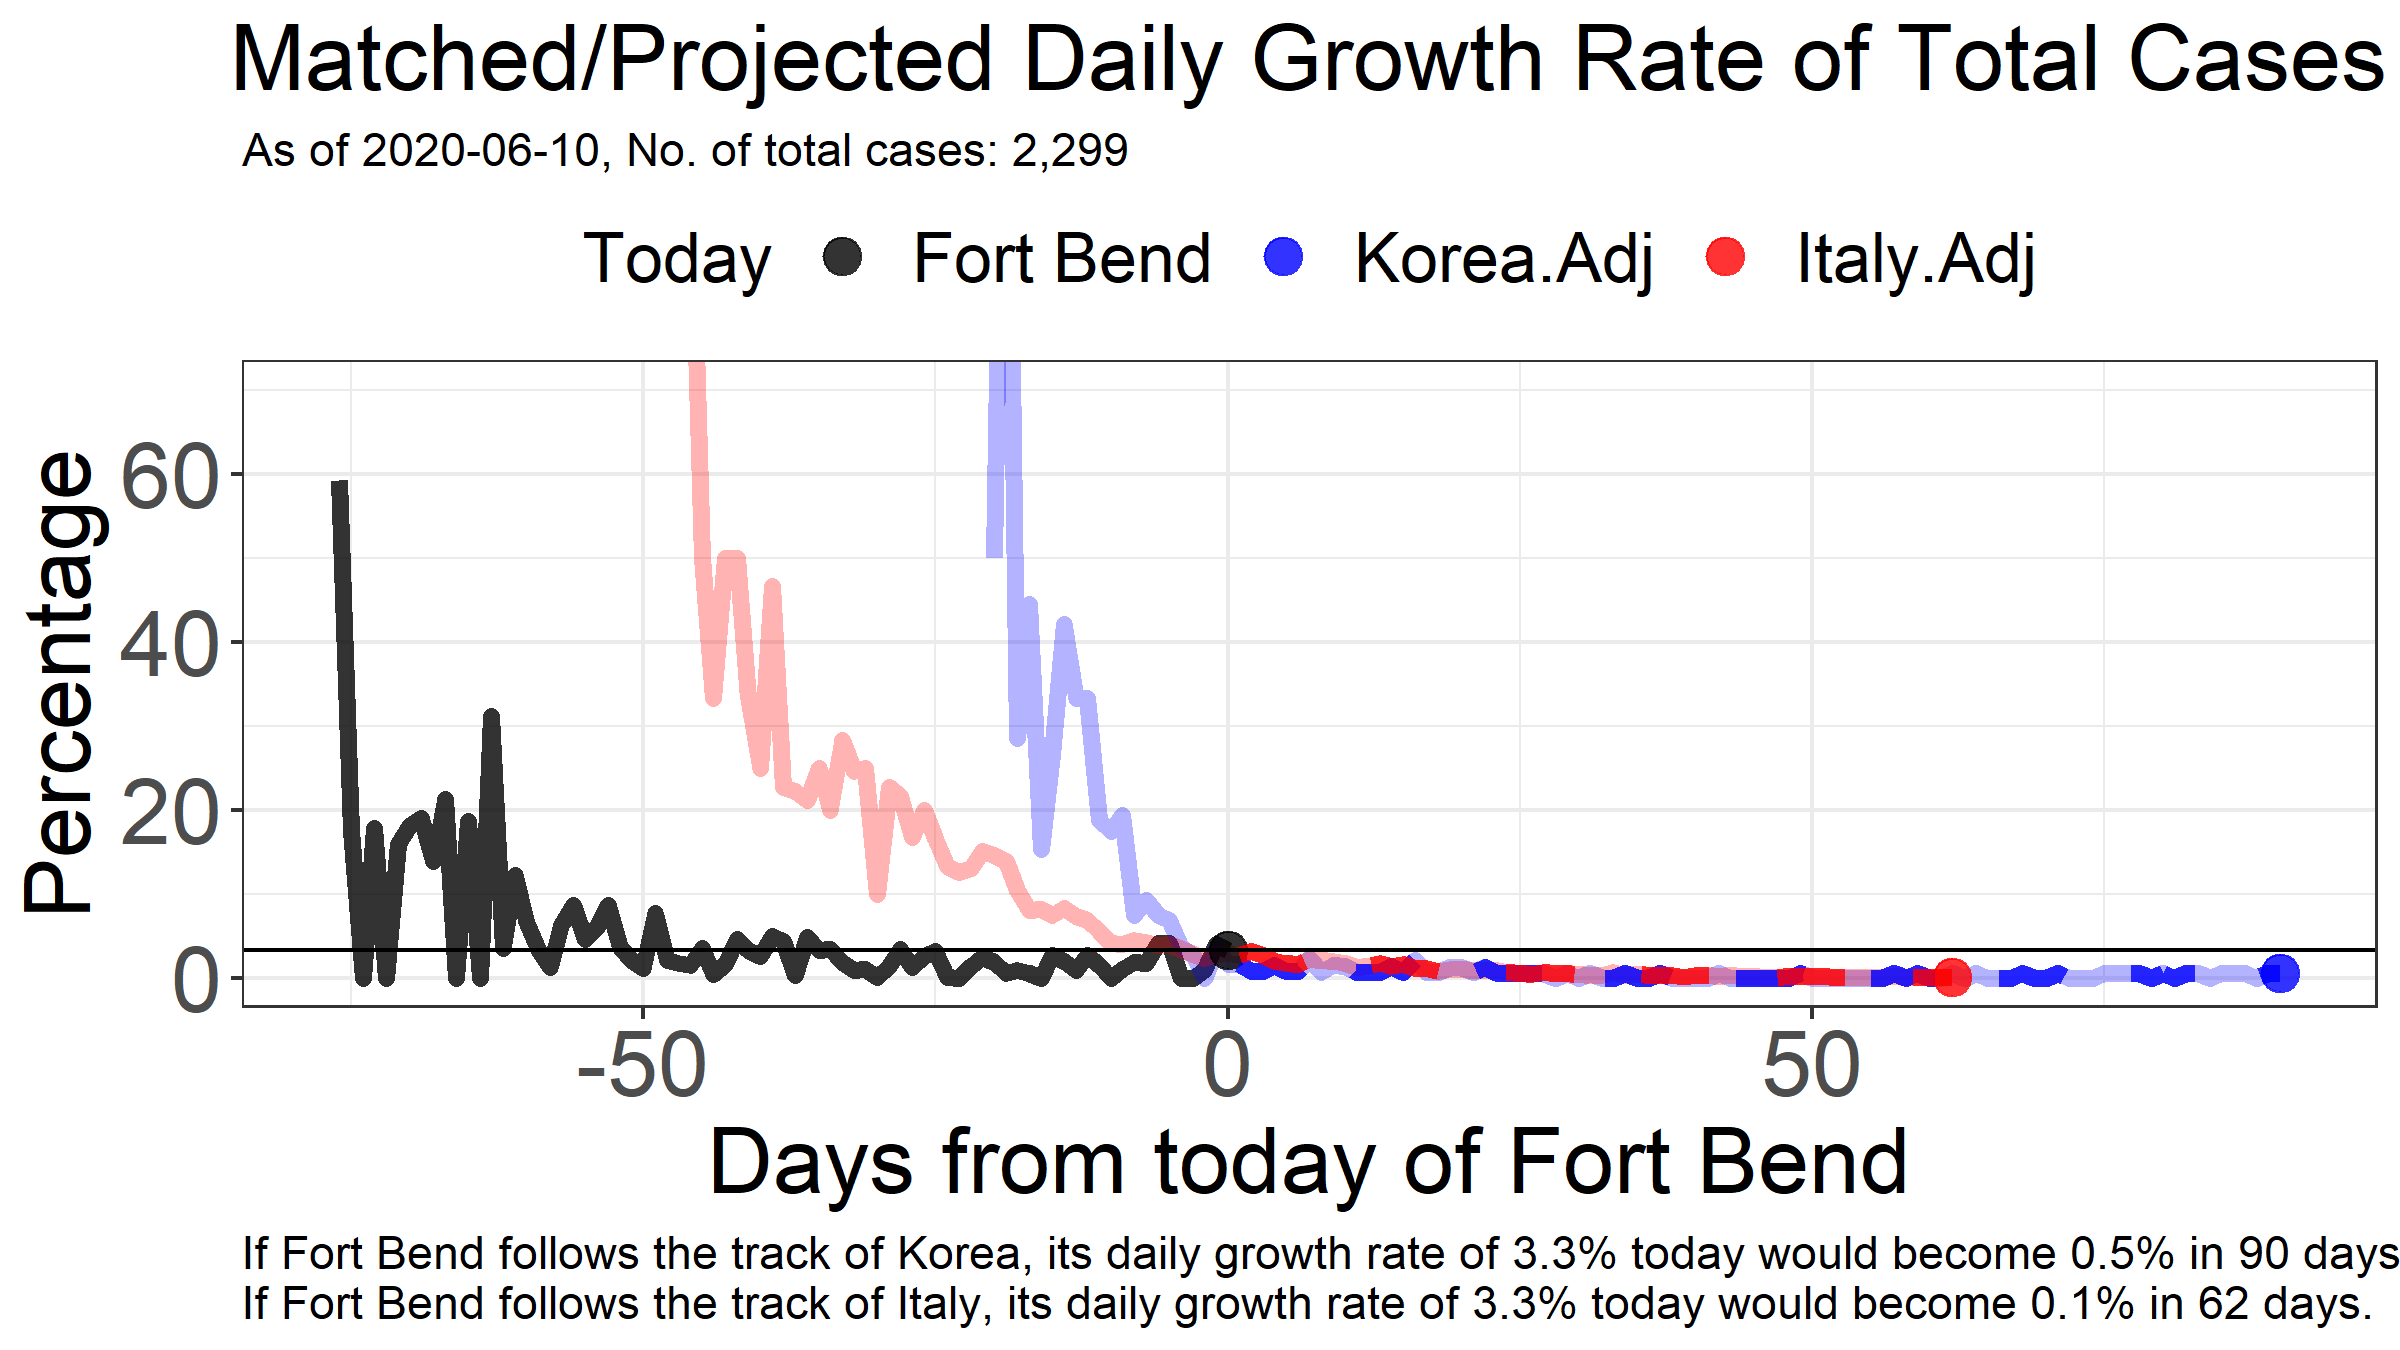 Matched/Projected Daily Growth Rate of Total Cases
As of 2020-06-10, No. of total cases: 2,299
Today Fort Bend Korea.Adj Italy.Adj
Percentage
60
40
20
0
-50 0 50
Days from today of Fort Bend
If Fort Bend follows the track of Korea, its daily growth rate of 3.3% today would become 0.5% in 90 days
If Fort Bend follows the track of Italy, its daily growth rate of 3.3% today would become 0.1% in 62 days.